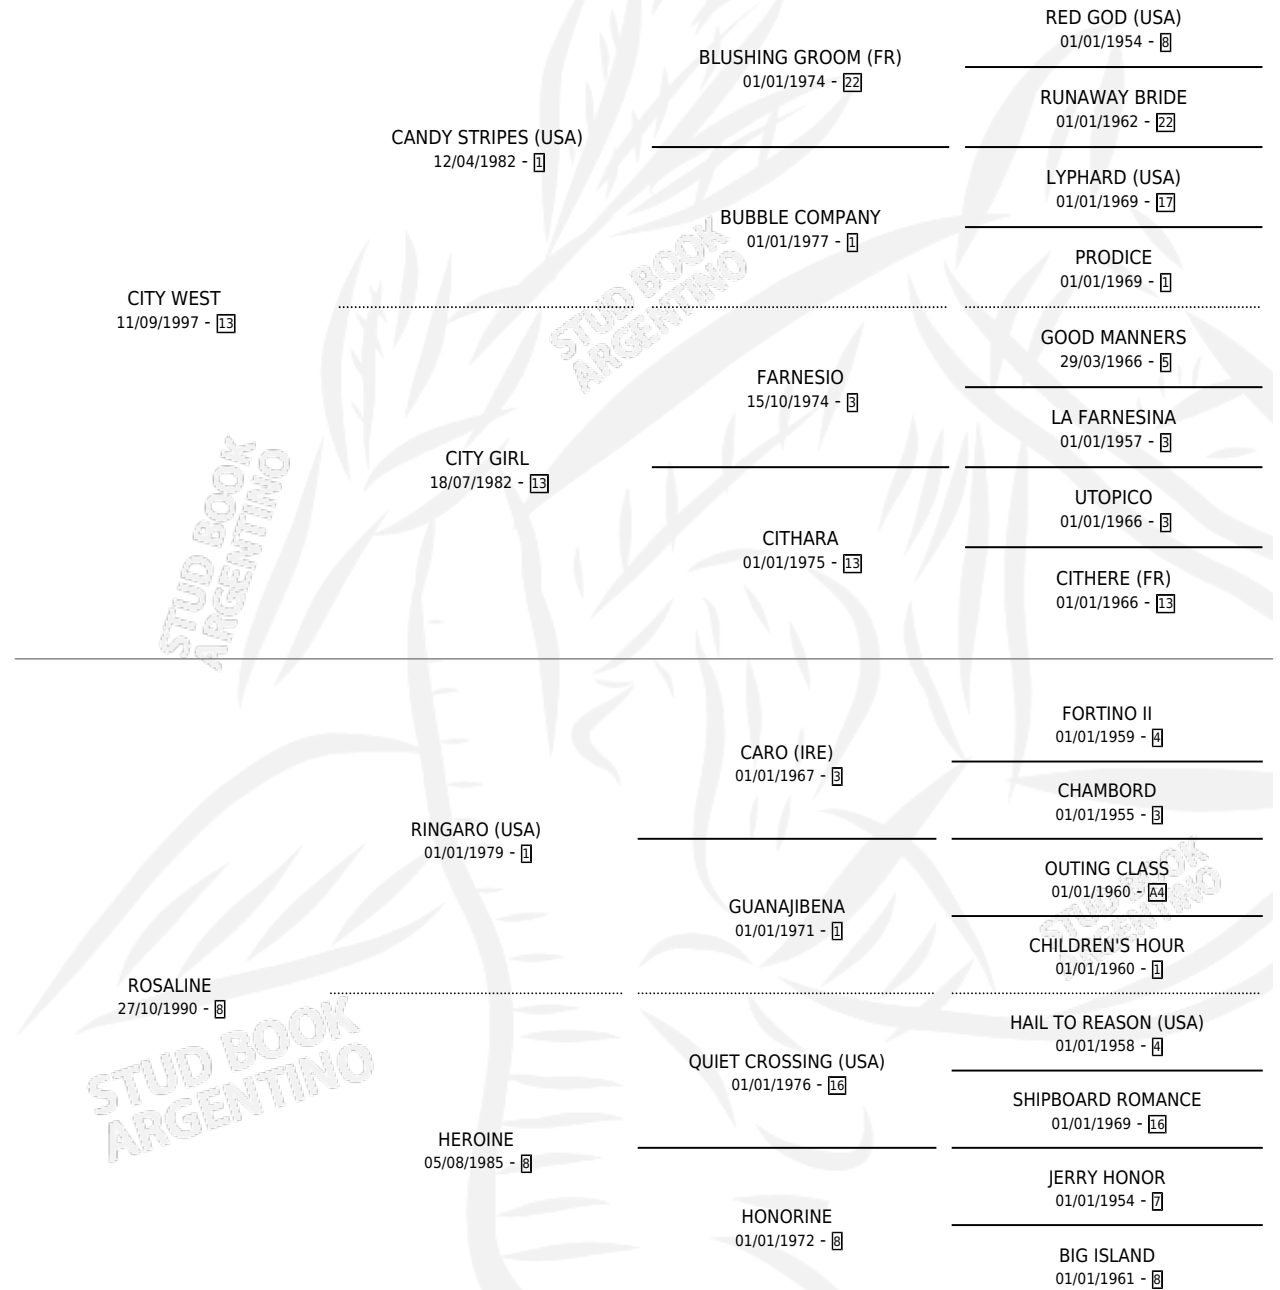 RED GOD (USA)
01/01/1954 - 8
BLUSHING GROOM (FR)
01/01/1974 - 22
RUNAWAY BRIDE
01/01/1962 - 22
CANDY STRIPES (USA)
12/04/1982 - 1
LYPHARD (USA)
01/01/1969 - 17
BUBBLE COMPANY
01/01/1977 - 1
PRODICE
01/01/1969 - 1
STUD BOOK
ARGENTINO
CITY WEST
11/09/1997 - 13
GOOD MANNERS
29/03/1966 - 5
FARNESIO
15/10/1974 - 3
LA FARNESINA
01/01/1957 - 3
CITY GIRL
18/07/1982 - 13
UTOPICO
01/01/1966 - 3
CITHARA
01/01/1975 - 13
CITHERE (FR)
01/01/1966 - 13
STUD BOOK
ARGENTINO
FORTINO II
01/01/1959 - 4
CARO (IRE)
01/01/1967 - 3
CHAMBORD
01/01/1955 - 3
RINGARO (USA)
01/01/1979 - 1
OUTING CLASS
01/01/1960 - A4
GUANAJIBENA
01/01/1971 - 1
CHILDREN'S HOUR
01/01/1960 - 1
STUD BOOK
ARGENTINO
ROSALINE
27/10/1990 - 8
HAIL TO REASON (USA)
01/01/1958 - 4
QUIET CROSSING (USA)
01/01/1976 - 16
SHIPBOARD ROMANCE
01/01/1969 - 16
HEROINE
05/08/1985 - 8
JERRY HONOR
01/01/1954 - 7
HONORINE
01/01/1972 - 8
BIG ISLAND
01/01/1961 - 8
STUD BOOK
ARGENTINO